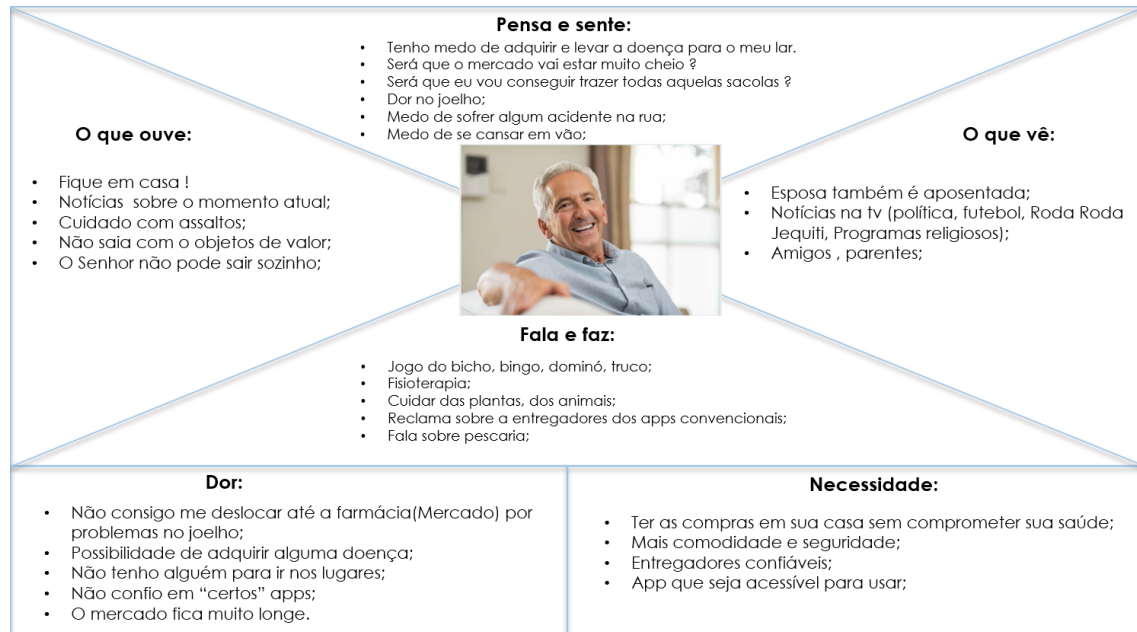 Pensa e sente:
• Tenho medo de adquirir e levar a doença para o meu lar.
• Será que o mercado vai estar muito cheio ?
• Será que eu vou conseguir trazer todas aquelas sacolas ?
• Dor no joelho;
• Medo de sofrer algum acidente na rua;
• Medo de se cansar em vão;
O que ouve:
• Fique em casa !
• Notícias sobre o momento atual;
• Cuidado com assaltos;
• Não saia com o objetos de valor;
• O Senhor não pode sair sozinho;
O que vê:
• Esposa também é aposentada;
• Notícias na tv (política, futebol, Roda Roda
Jequiti, Programas religiosos);
• Amigos , parentes;
Fala e faz:
• Jogo do bicho, bingo, dominó, truco;
• Fisioterapia;
• Cuidar das plantas, dos animais;
• Reclama sobre a entregadores dos apps convencionais;
• Fala sobre pescaria;
Dor:
• Não consigo me deslocar até a farmácia(Mercado) por
problemas no joelho;
• Possibilidade de adquirir alguma doença;
• Não tenho alguém para ir nos lugares;
• Não confio em “certos” apps;
• O mercado fica muito longe.
Necessidade:
• Ter as compras em sua casa sem comprometer sua saúde;
• Mais comodidade e seguridade;
• Entregadores confiáveis;
• App que seja acessível para usar;